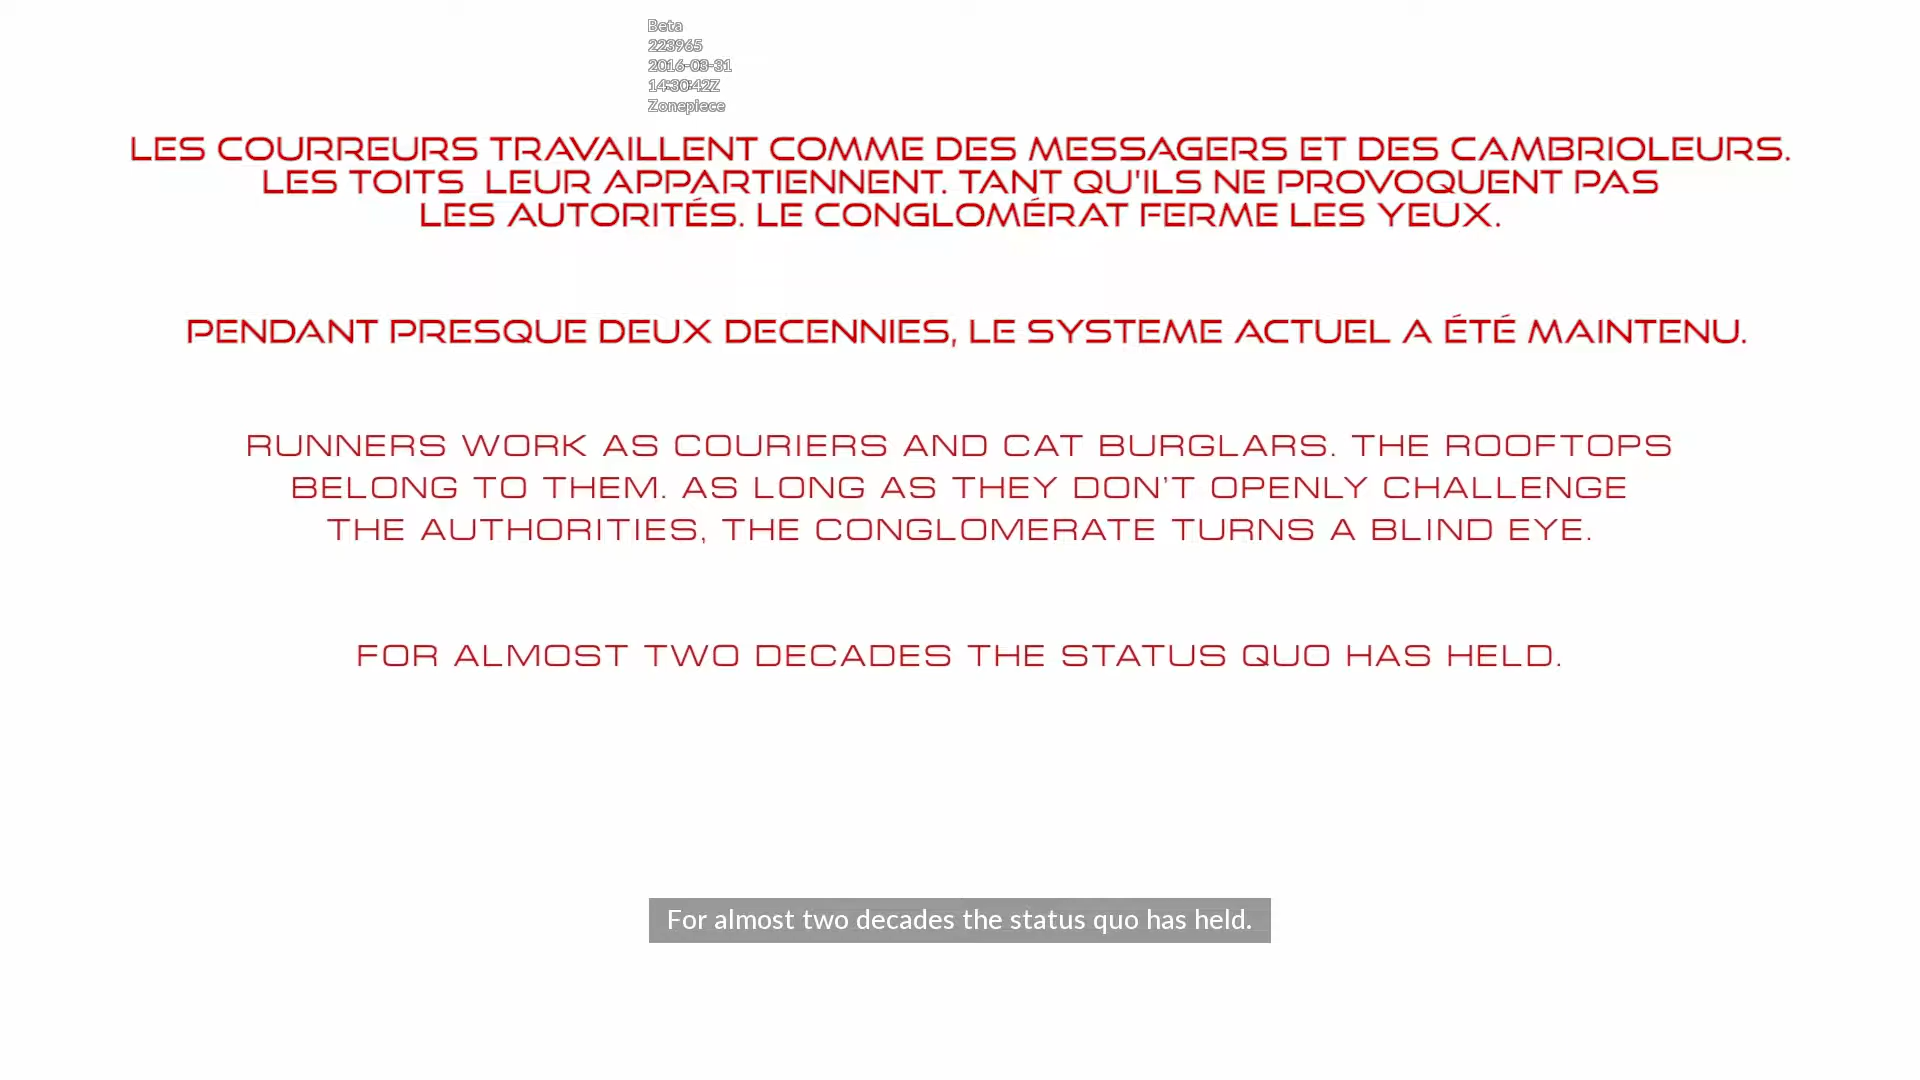 Beta
223965
2016-03-31
14:30:42Z
Zonepiece
LES COURREURS TRAVAILLENT COMME DES MESSAGERS ET DES CAMBRIOLEURS.
LES TOITS  LEUR APPARTIENNENT. TANT QU'ILS NE PROVOQUENT PAS
LES AUTORITÉS. LE CONGLOMÉRAT FERME LES YEUX.
PENDANT PRESQUE DEUX DECENNIES, LE SYSTEME ACTUEL A ÉTÉ MAINTENU.
RUNNERS WORK AS COURIERS AND CAT BURGLARS. THE ROOFTOPS
BELONG TO THEM. AS LONG AS THEY DON'T OPENLY CHALLENGE
THE AUTHORITIES, THE CONGLOMERATE TURNS A BLIND EYE.
FOR ALMOST TWO DECADES THE STATUS QUO HAS HELD.
For almost two decades the status quo has held.